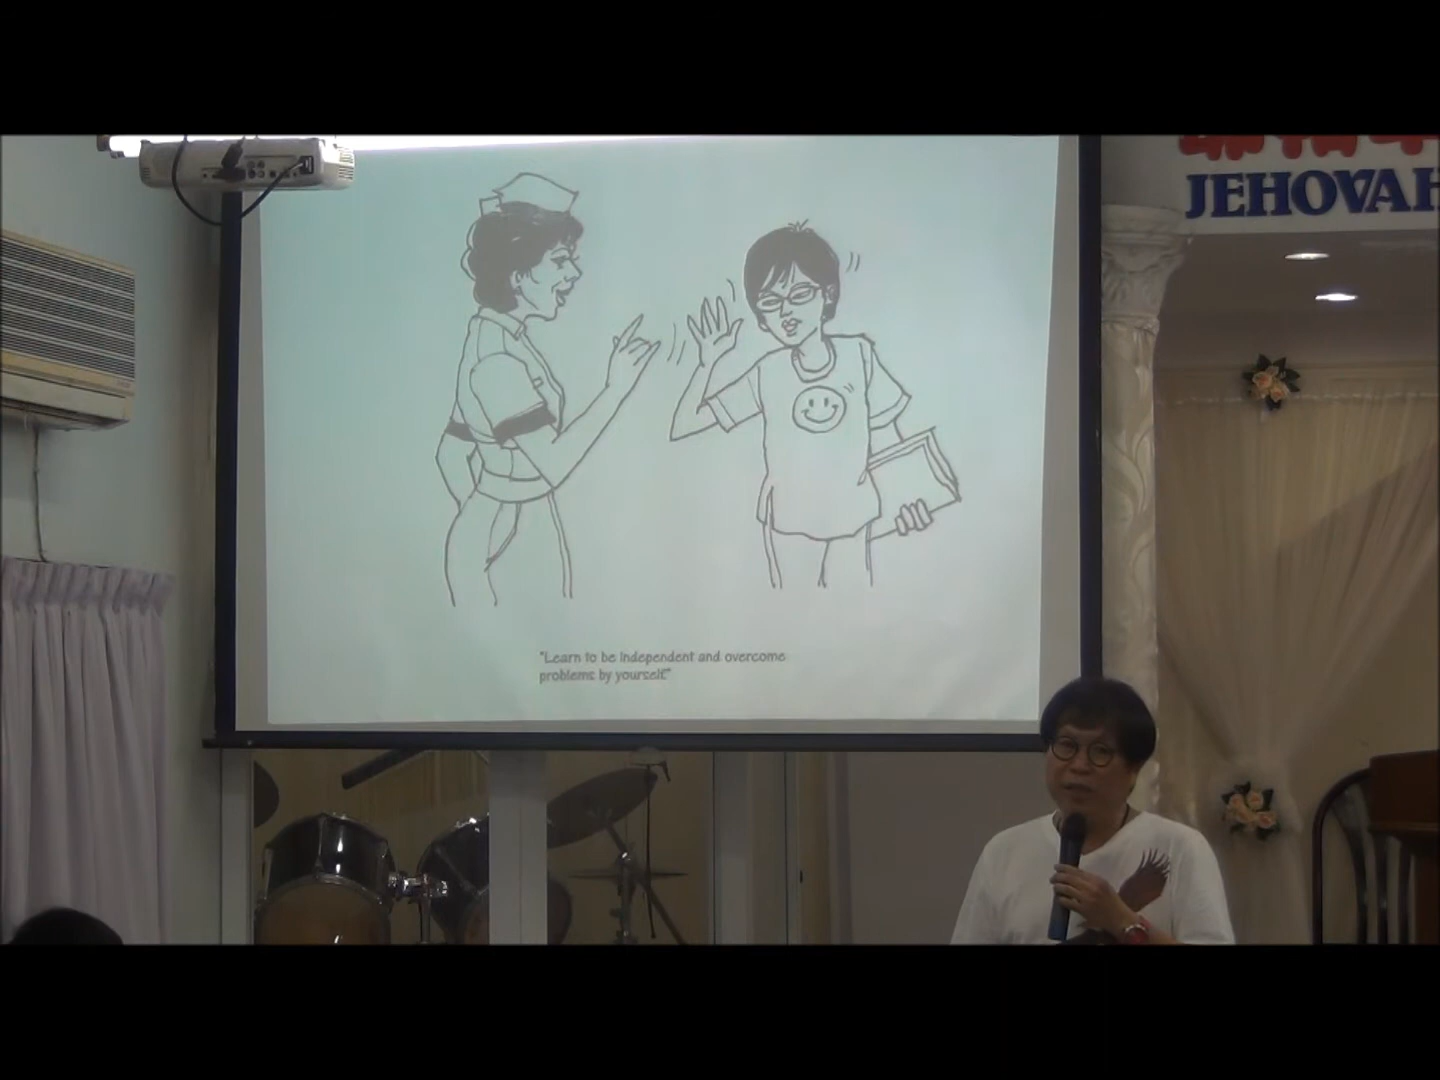 JEHOVAH
"Learn to be independent and overcome
problems by yourself"